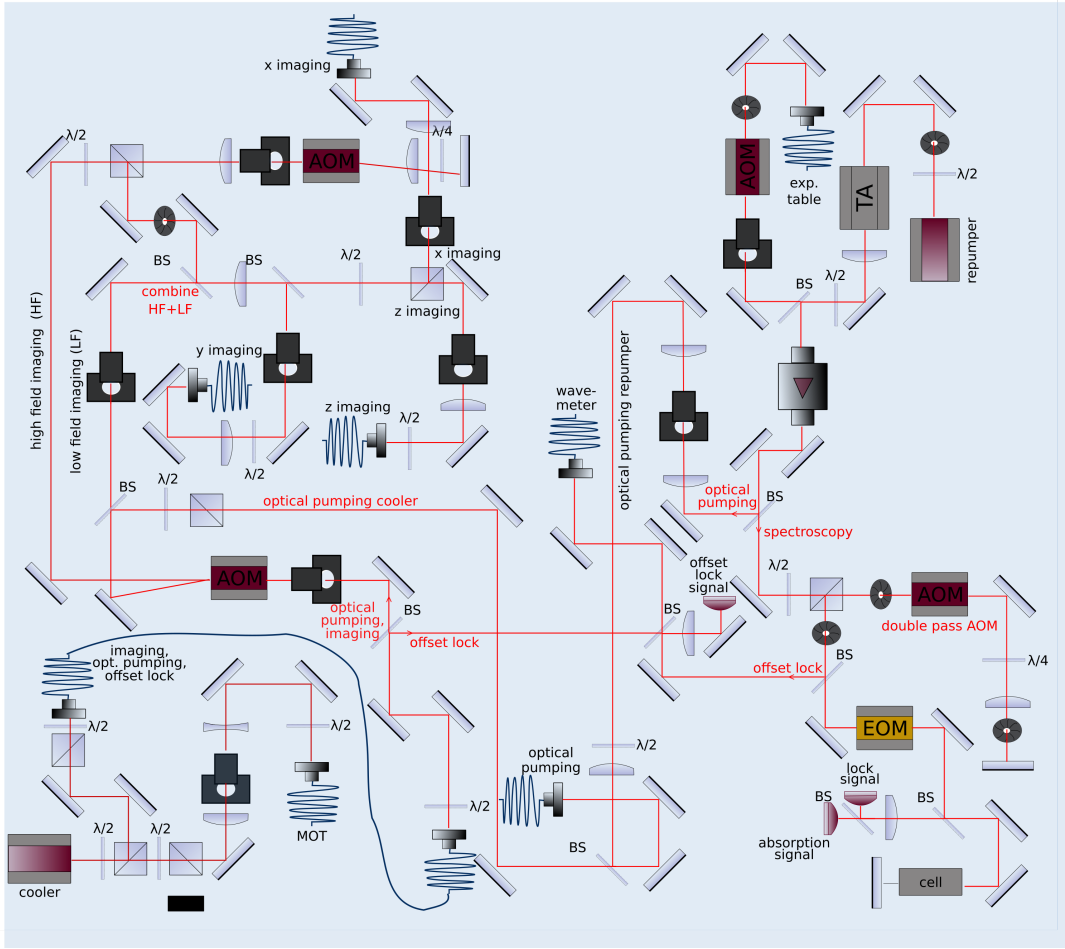 x imaging
λ/2
λ/4
AOM
AOM
exp.
table
TA
λ/2
repumper
x imaging
BS
BS
λ/2
combine
HF+LF
z imaging
BS
λ/2
high field imaging (HF)
low field imaging (LF)
y imaging
z imaging
λ/2
λ/2
optical pumping repumper
wave-
meter
BS
λ/2
optical pumping cooler
optical
pumping
BS
spectroscopy
AOM
optical
pumping,
imaging
BS
offset lock
offset
lock
signal
BS
λ/2
AOM
double pass AOM
offset lock
BS
λ/4
imaging,
opt. pumping,
offset lock
λ/2
λ/2
EOM
optical
pumping
λ/2
lock
signal
BS
BS
absorption
signal
λ/2
MOT
λ/2
λ/2
cooler
BS
cell